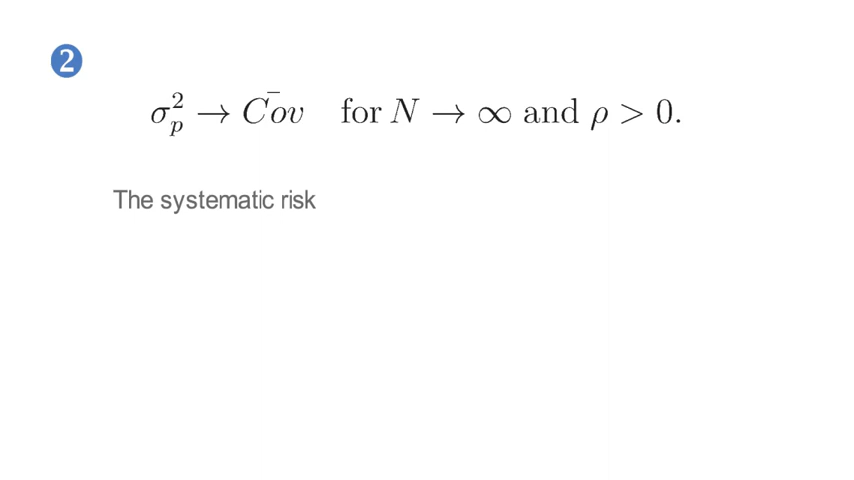 2
σ_p^2 → C̄ov for N → ∞ and ρ > 0.
The systematic risk